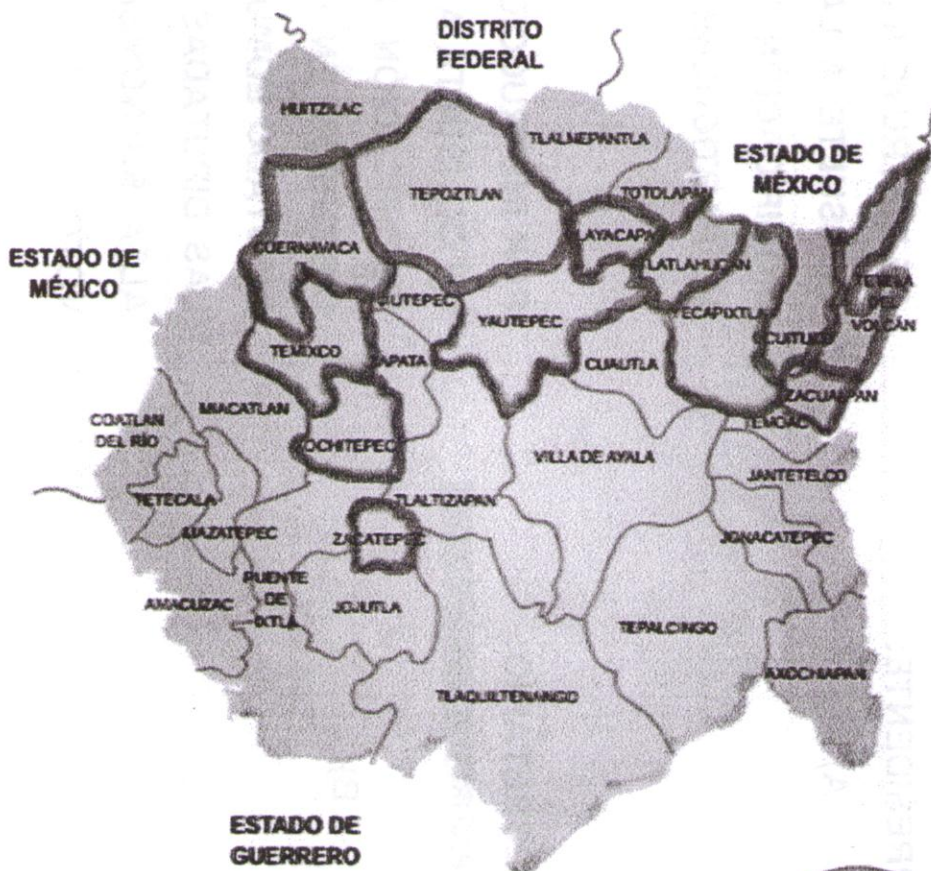 DISTRITO
FEDERAL
HUITZILAC
TLALNEPANTLA
ESTADO DE
MÉXICO
TEPOZTLAN
TOTOLAPAN
LAYACAPA
CUERNAVACA
ESTADO DE
MÉXICO
ATLAHUCAN
JIUTEPEC
YAUTEPEC
YECAPIXTLA
OCUITUCO
TETELA
DEL
VOLCÁN
TEMIXCO
ZAPATA
CUAUTLA
ZACUALPAN
MIACATLAN
TEMOAC
COATLAN
DEL RÍO
XOCHITEPEC
VILLA DE AYALA
JANTETELCO
TETECALA
TLALTIZAPAN
MAZATEPEC
ZACATEPEC
JONACATEPEC
PUENTE
DE
IXTLA
AMACUZAC
JOJUTLA
TEPALCINGO
AXOCHIAPAN
TLAQUILTENANGO
ESTADO DE
GUERRERO